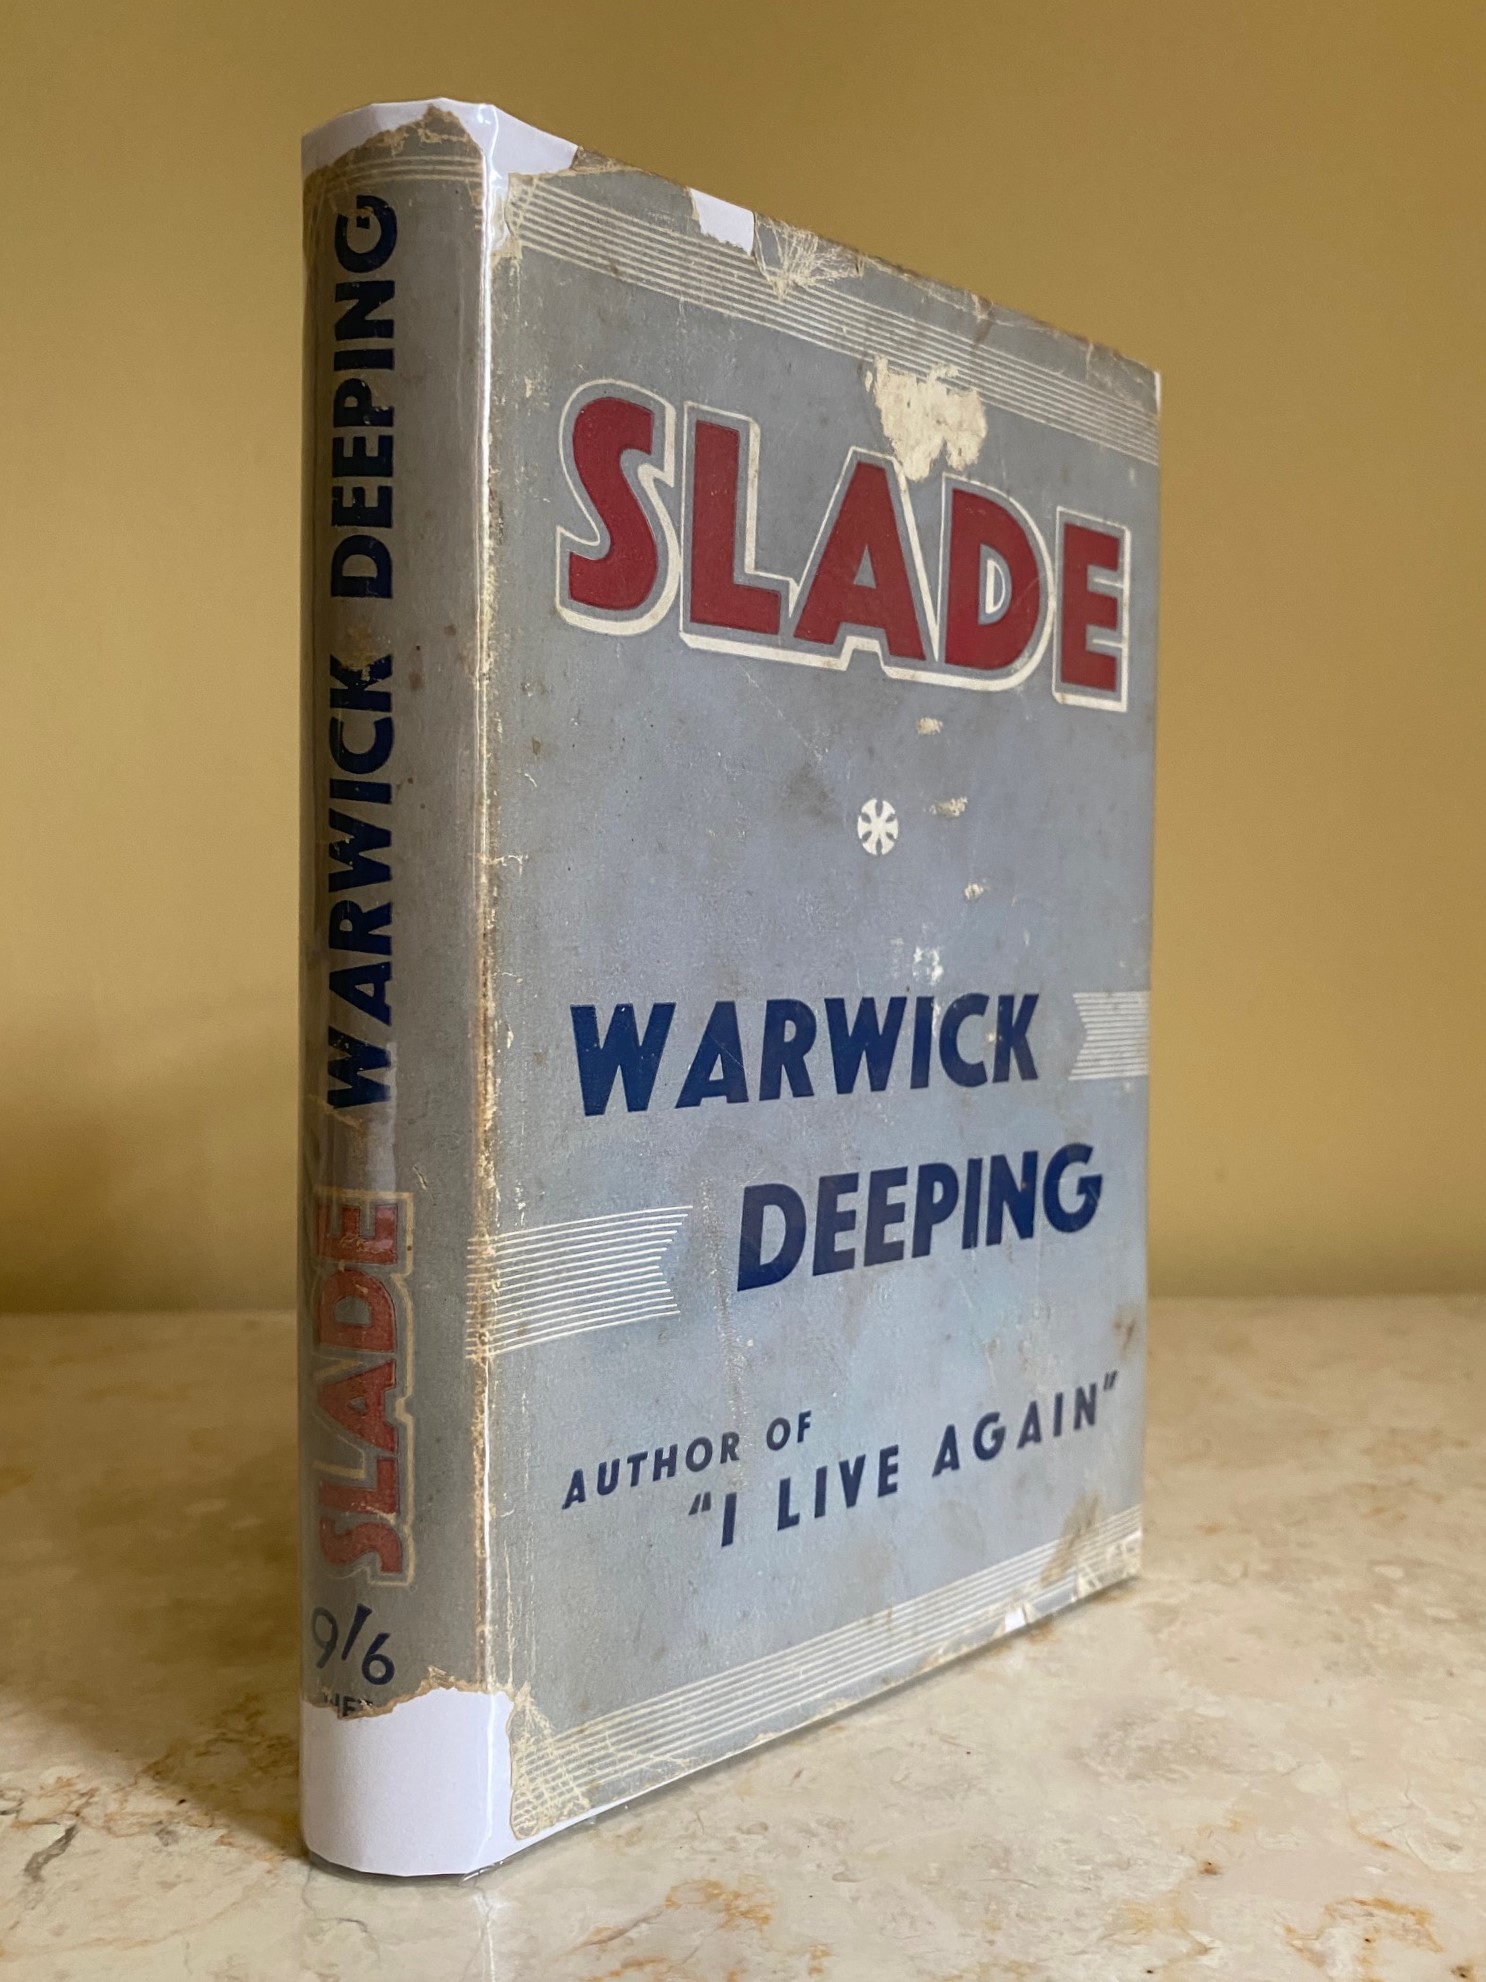 WARWICK DEEPING
SLADE
9/6
SLADE
WARWICK
DEEPING
AUTHOR OF
"I LIVE AGAIN"